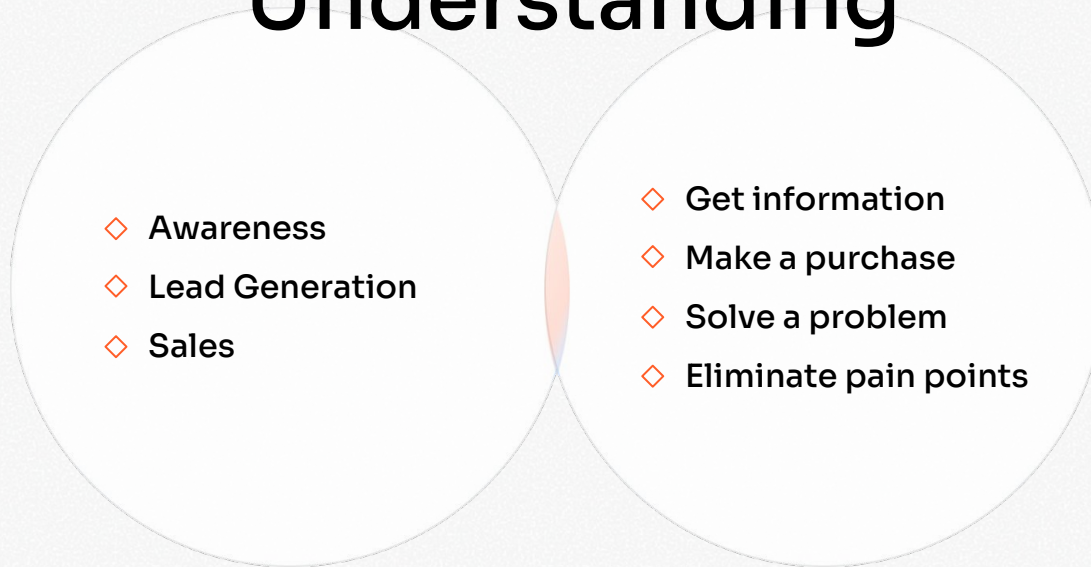 Understanding
Awareness
Lead Generation
Sales
Get information
Make a purchase
Solve a problem
Eliminate pain points